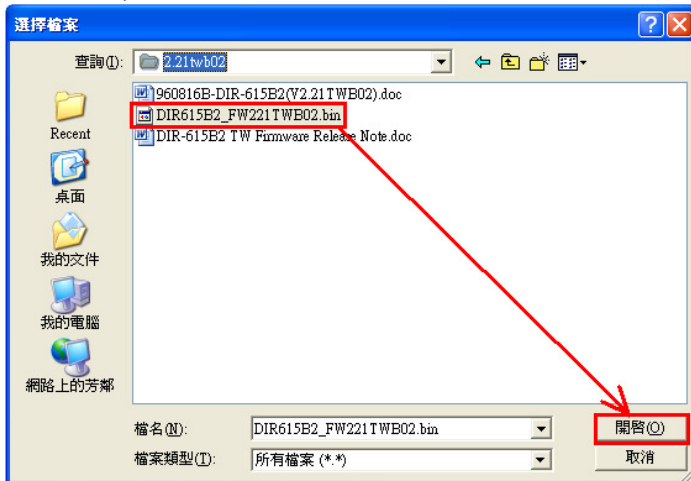 選擇檔案
查詢(I):
2.21twb02
960816B-DIR-615B2(V2.21TWB02).doc
DIR615B2_FW221TWB02.bin
DIR-615B2 TW Firmware Release Note.doc
Recent
桌面
我的文件
我的電腦
網路上的芳鄰
檔名(N):
DIR615B2_FW221TWB02.bin
開啓(O)
檔案類型(T):
所有檔案 (*.*)
取消